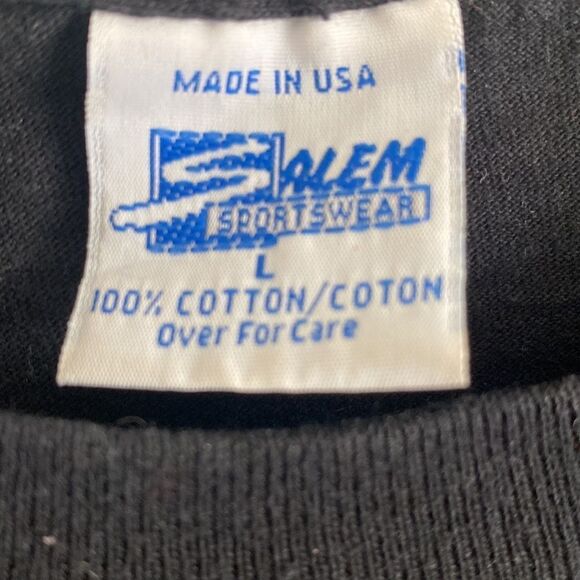 MADE IN USA
SALEM
SPORTSWEAR
L
100% COTTON/COTON
Over For Care